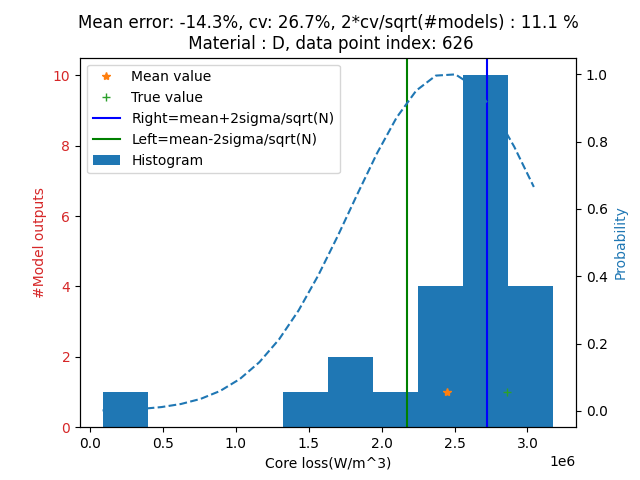 Mean error: -14.3%, cv: 26.7%, 2*cv/sqrt(#models) : 11.1 %
Material : D, data point index: 626
Mean value
True value
Right=mean+2sigma/sqrt(N)
Left=mean-2sigma/sqrt(N)
Histogram
#Model outputs
10
8
6
4
2
0
Probability
1.0
0.8
0.6
0.4
0.2
0.0
0.0 0.5 1.0 1.5 2.0 2.5 3.0
1e6
Core loss(W/m^3)